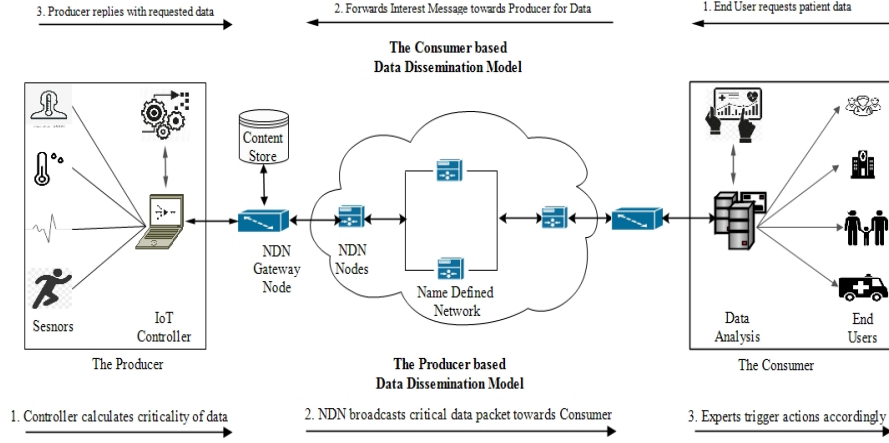 3. Producer replies with requested data
2. Forwards Interest Message towards Producer for Data
1. End User requests patient data
The Consumer based
Data Dissemination Model
Content
Store
NDN
Gateway
Node
NDN
Nodes
Name Defined
Network
Sesnors
IoT
Controller
The Producer
Data
Analysis
End
Users
The Consumer
The Producer based
Data Dissemination Model
1. Controller calculates criticality of data
2. NDN broadcasts critical data packet towards Consumer
3. Experts trigger actions accordingly